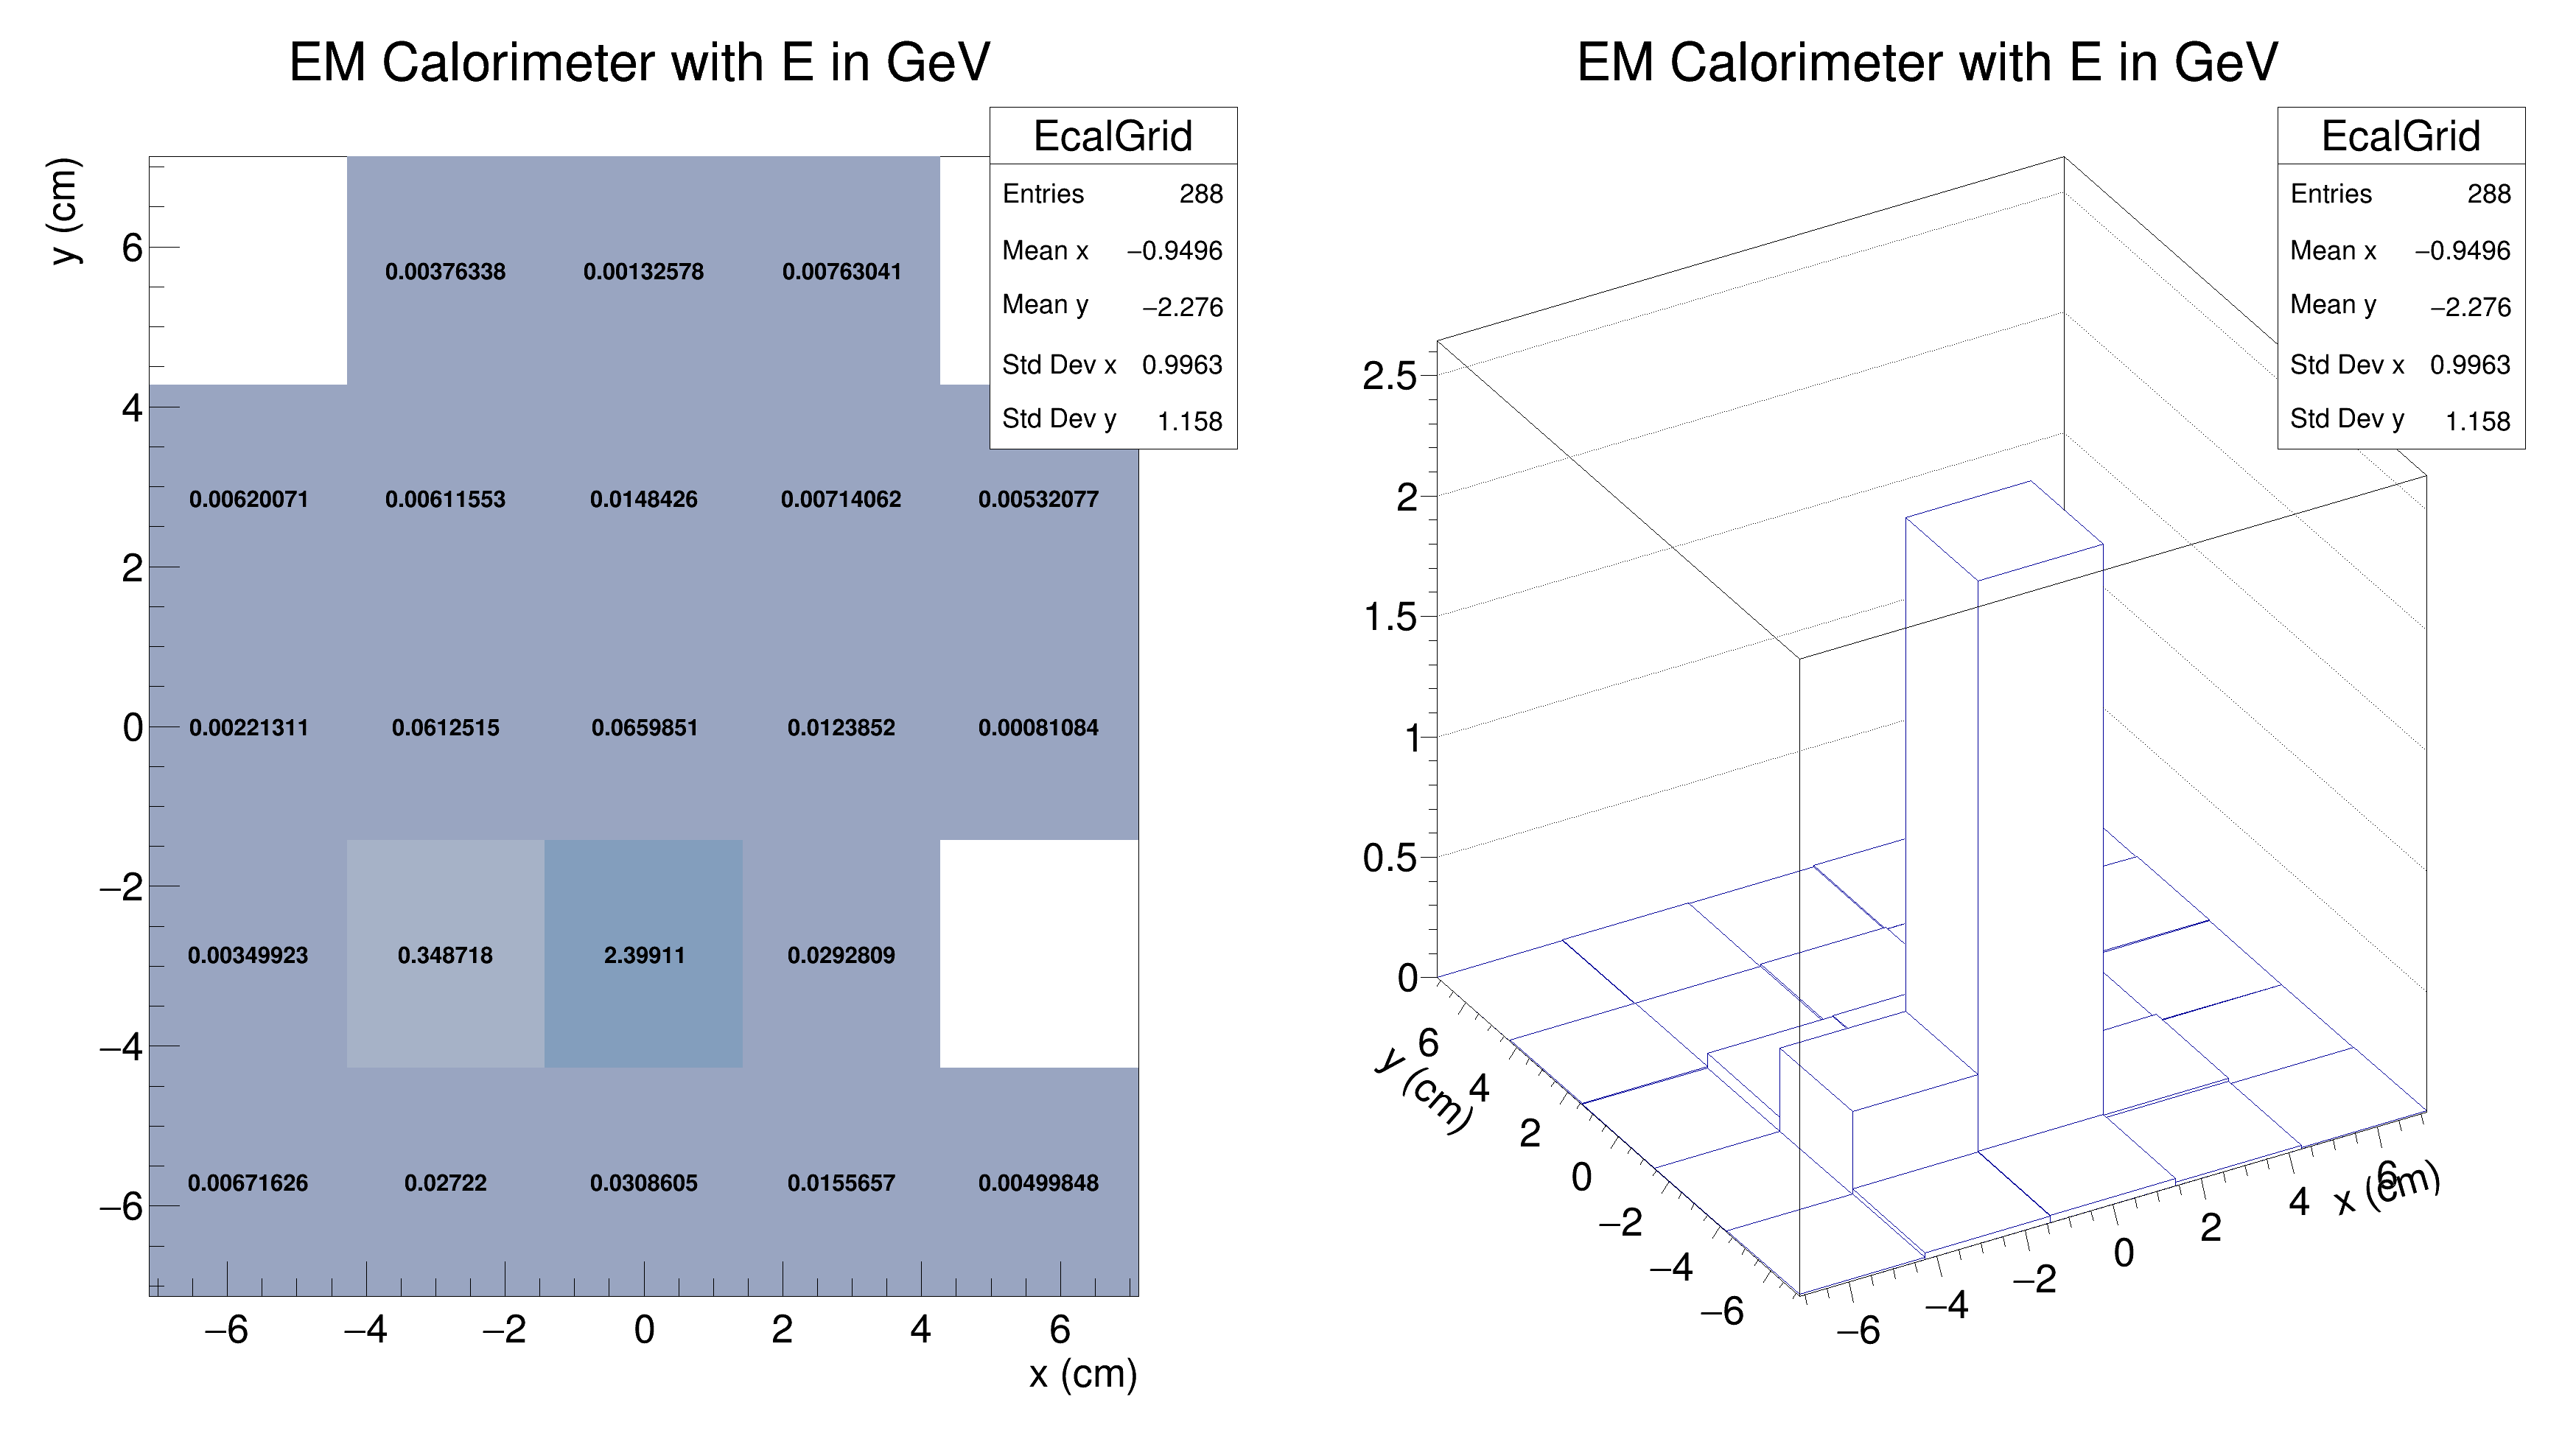 EM Calorimeter with E in GeV
EcalGrid
Entries 288
Mean x −0.9496
Mean y −2.276
Std Dev x 0.9963
Std Dev y 1.158
y (cm)
6
4
2
0
−2
−4
−6
0.00376338 0.00132578 0.00763041
0.00620071 0.00611553 0.0148426 0.00714062 0.00532077
0.00221311 0.0612515 0.0659851 0.0123852 0.00081084
0.00349923 0.348718 2.39911 0.0292809
0.00671626 0.02722 0.0308605 0.0155657 0.00499848
−6 −4 −2 0 2 4 6
x (cm)
EM Calorimeter with E in GeV
EcalGrid
Entries 288
Mean x −0.9496
Mean y −2.276
Std Dev x 0.9963
Std Dev y 1.158
2.5
2
1.5
1
0.5
0
y (cm)
6
4
2
0
−2
−4
−6
−6 −4 −2 0 2 4 6
x (cm)